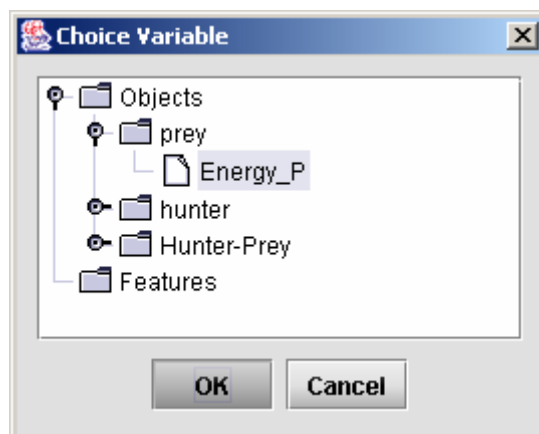 Choice Variable
Objects
prey
Energy_P
hunter
Hunter-Prey
Features
OK Cancel